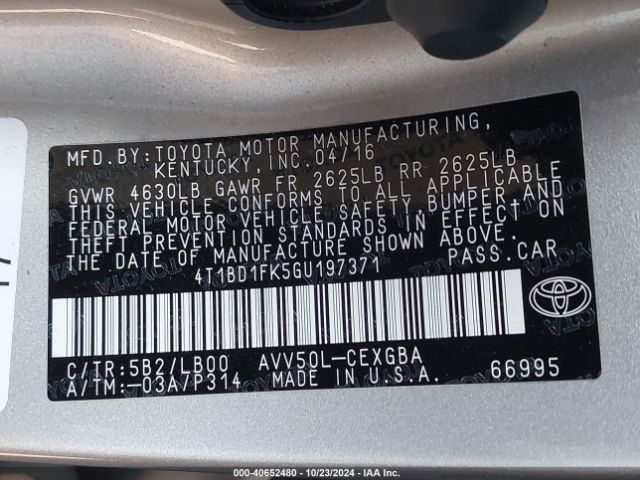 MFD.BY:TOYOTA MOTOR MANUFACTURING,
KENTUCKY,INC.04/16
GVWR 4630LB GAWR FR 2625LB RR 2625LB
THIS VEHICLE CONFORMS TO ALL APPLICABLE
FEDERAL MOTOR VEHICLE SAFETY,BUMPER,AND
THEFT PREVENTION STANDARDS IN EFFECT ON
THE DATE OF MANUFACTURE SHOWN ABOVE.
4T1BD1FK5GU197371 PASS.CAR
C/TR:5B2/LB00 AVV50L-CEXGBA
A/TM:-03A/P314 MADE IN U.S.A. 66995
© - 40652480 - 10/23/2024 - IAA Inc.